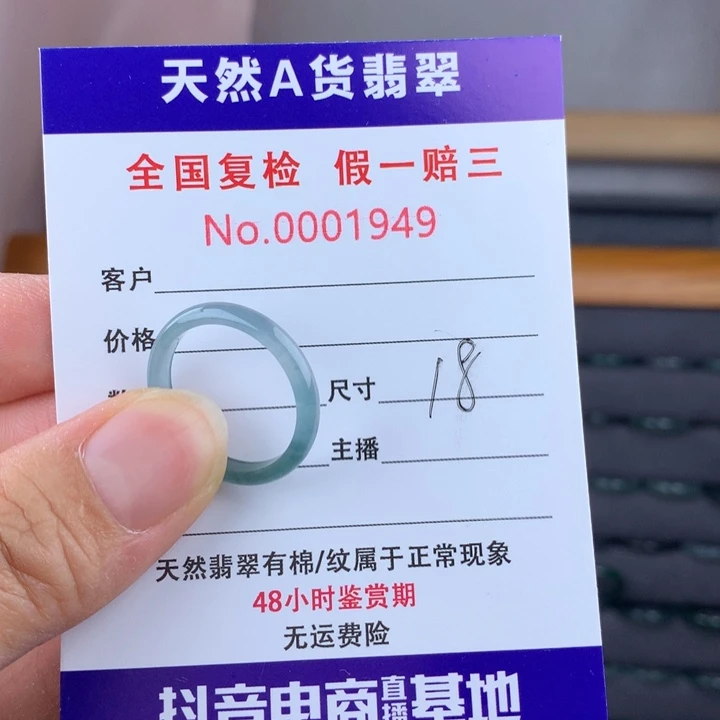 天然A货翡翠
全国复检 假一赔三
No.0001949
客户
价格
尺寸 18
主播
天然翡翠有棉/纹属于正常现象
48小时鉴赏期
无运费险
抖音电商直播基地